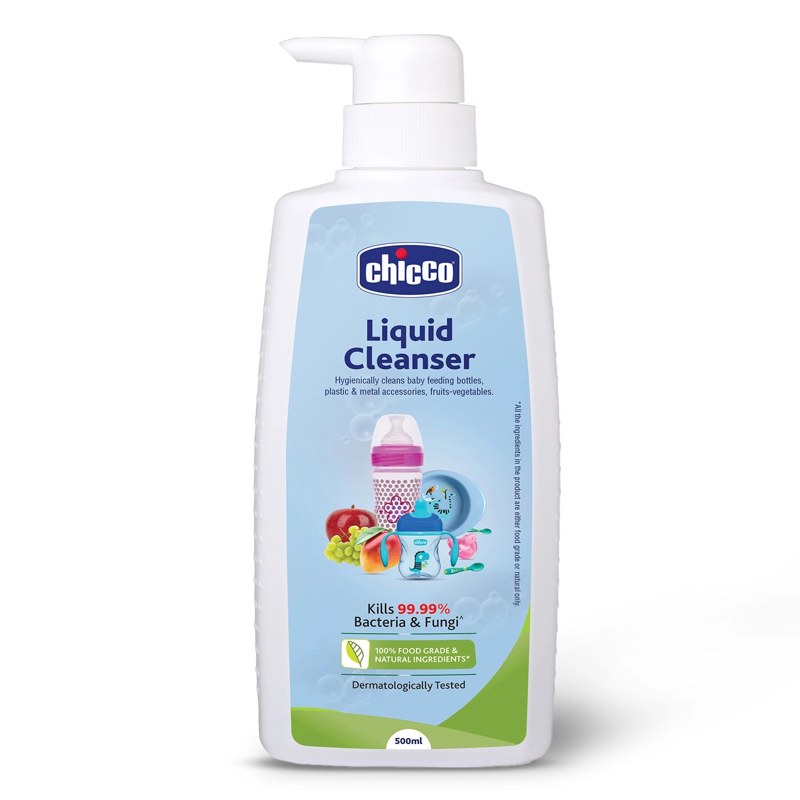 chicco
Liquid
Cleanser
Hygienically cleans baby feeding bottles,
plastic & metal accessories, fruits-vegetables.
*All the ingredients in the product are either food grade or natural only.
chicco
Kills 99.99%
Bacteria & Fungi^
100% FOOD GRADE &
NATURAL INGREDIENTS*
Dermatologically Tested
500ml